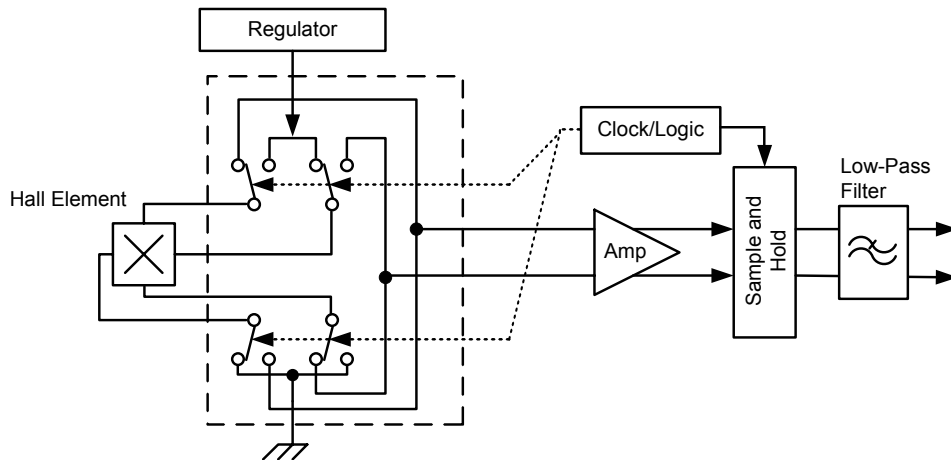 Regulator
Clock/Logic
Low-Pass
Filter
Hall Element
Amp
Sample and
Hold